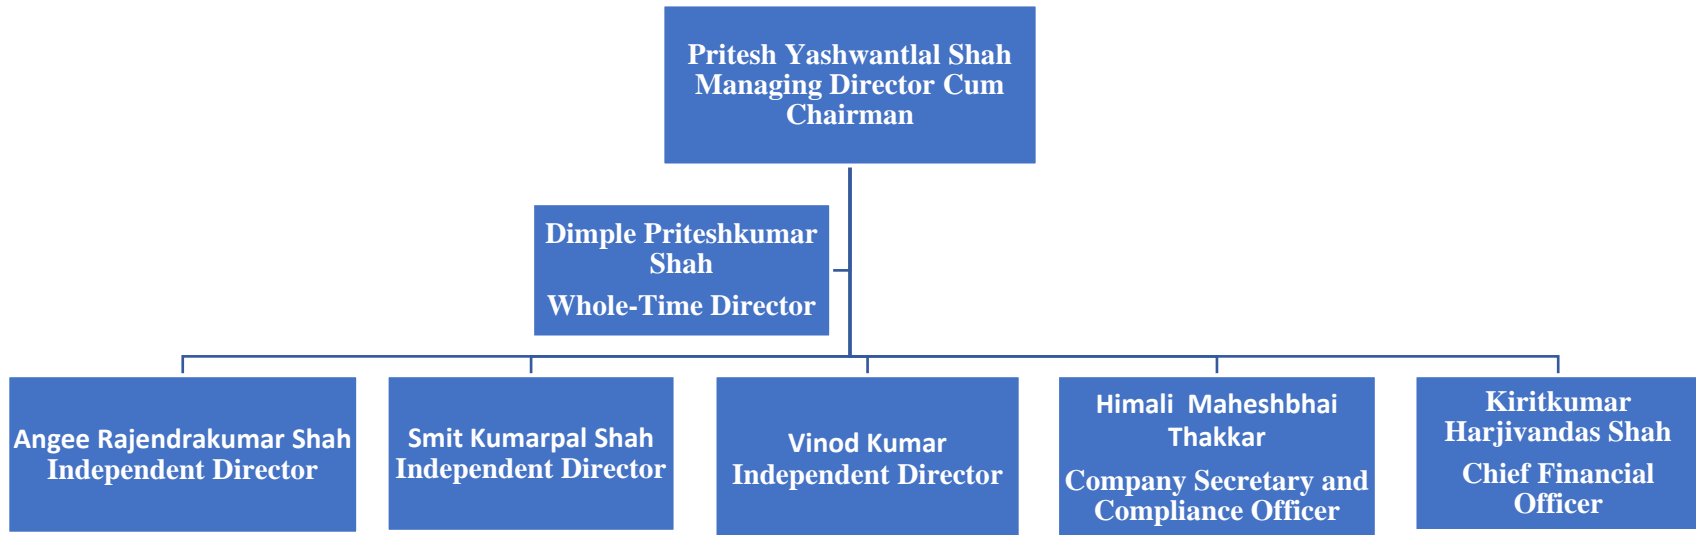 Pritesh Yashwantlal Shah
Managing Director Cum
Chairman
Dimple Priteshkumar
Shah
Whole-Time Director
Angee Rajendrakumar Shah
Independent Director
Smit Kumarpal Shah
Independent Director
Vinod Kumar
Independent Director
Himali Maheshbhai
Thakkar
Company Secretary and
Compliance Officer
Kiritkumar
Harjivandas Shah
Chief Financial
Officer